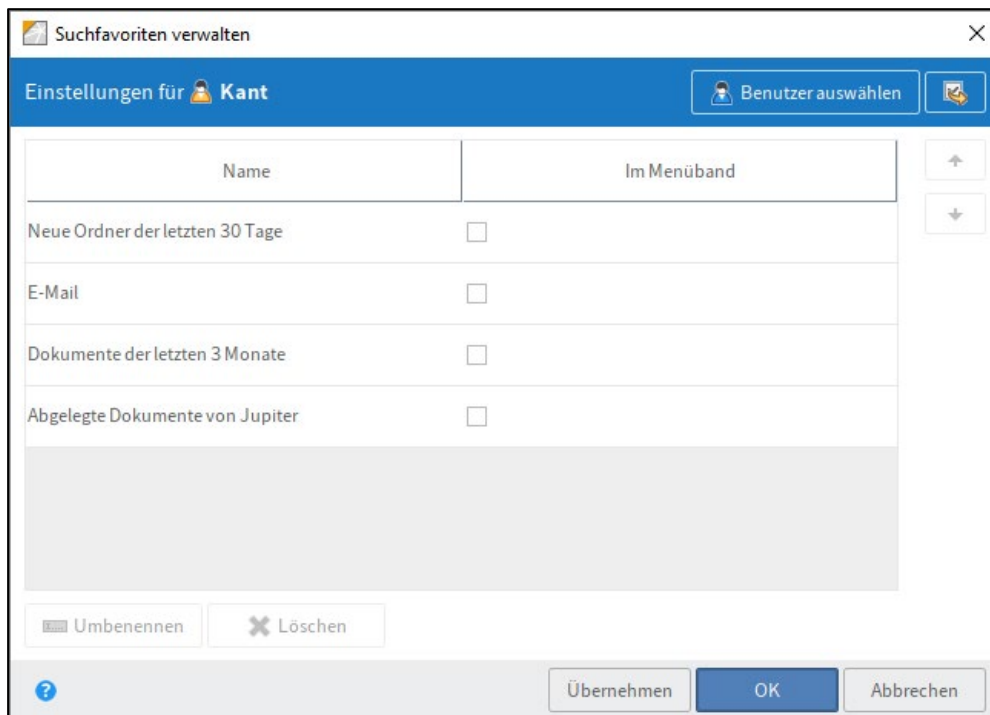 Suchfavoriten verwalten
Einstellungen für Kant
Benutzer auswählen
Name
Im Menüband
Neue Ordner der letzten 30 Tage
E-Mail
Dokumente der letzten 3 Monate
Abgelegte Dokumente von Jupiter
Umbenennen
Löschen
?
Übernehmen
OK
Abbrechen